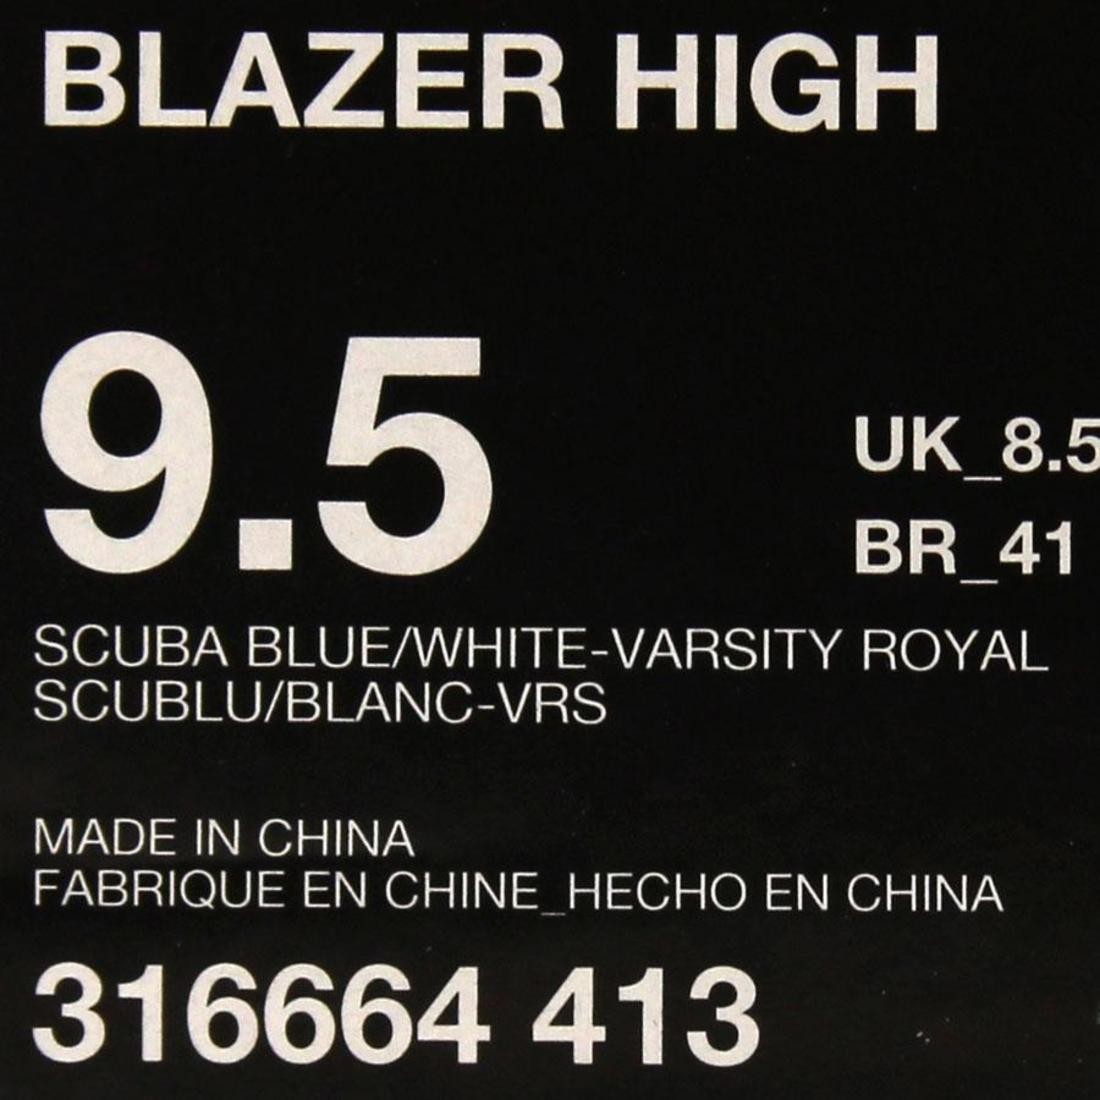 BLAZER HIGH
9.5
UK_8.5
BR_41
SCUBA BLUE/WHITE-VARSITY ROYAL
SCUBLU/BLANC-VRS
MADE IN CHINA
FABRIQUE EN CHINE_HECHO EN CHINA
316664 413